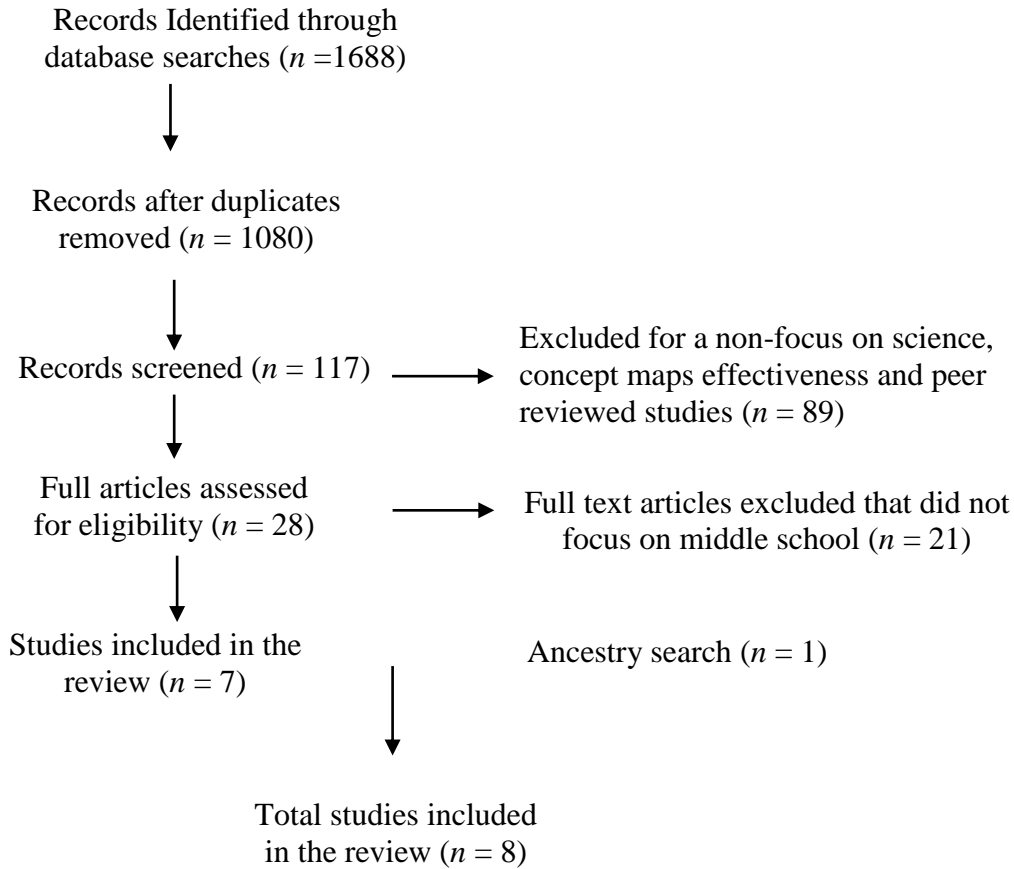 Records Identified through
database searches (n =1688)
Records after duplicates
removed (n = 1080)
Records screened (n = 117)
Excluded for a non-focus on science,
concept maps effectiveness and peer
reviewed studies (n = 89)
Full articles assessed
for eligibility (n = 28)
Full text articles excluded that did not
focus on middle school (n = 21)
Studies included in the
review (n = 7)
Ancestry search (n = 1)
Total studies included
in the review (n = 8)